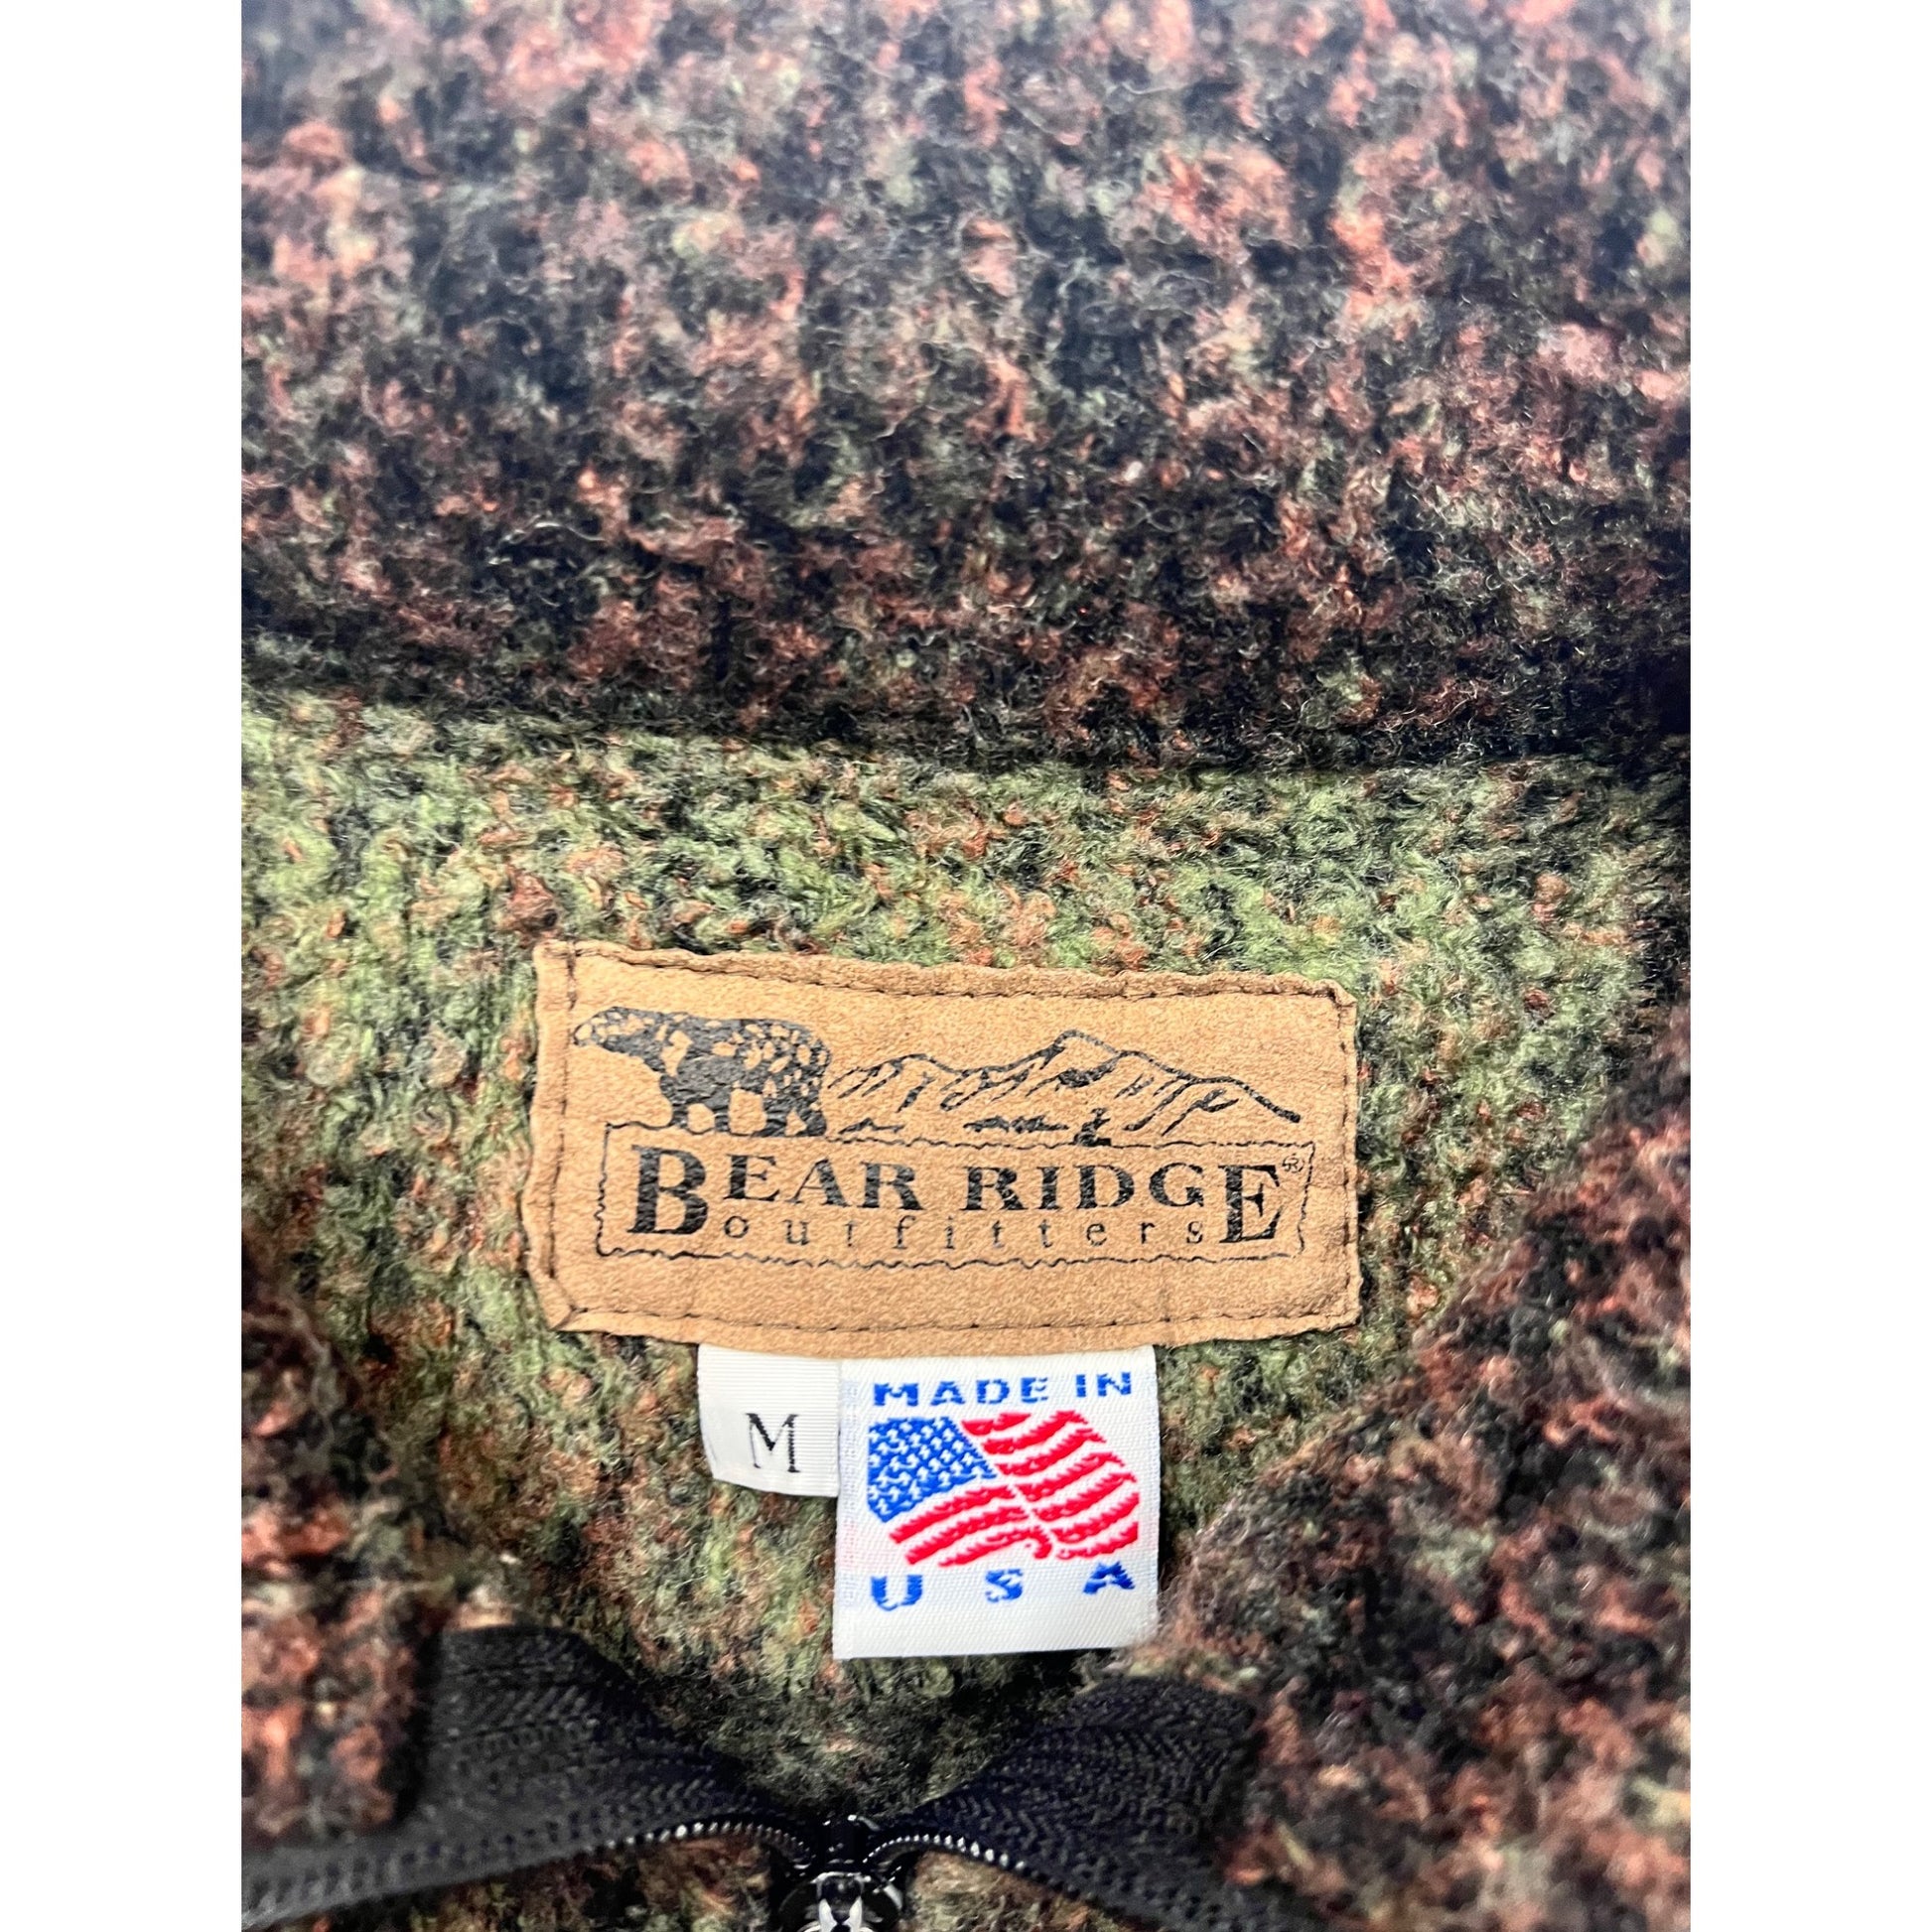 BEAR RIDGE®
outfitters
M
MADE IN
USA